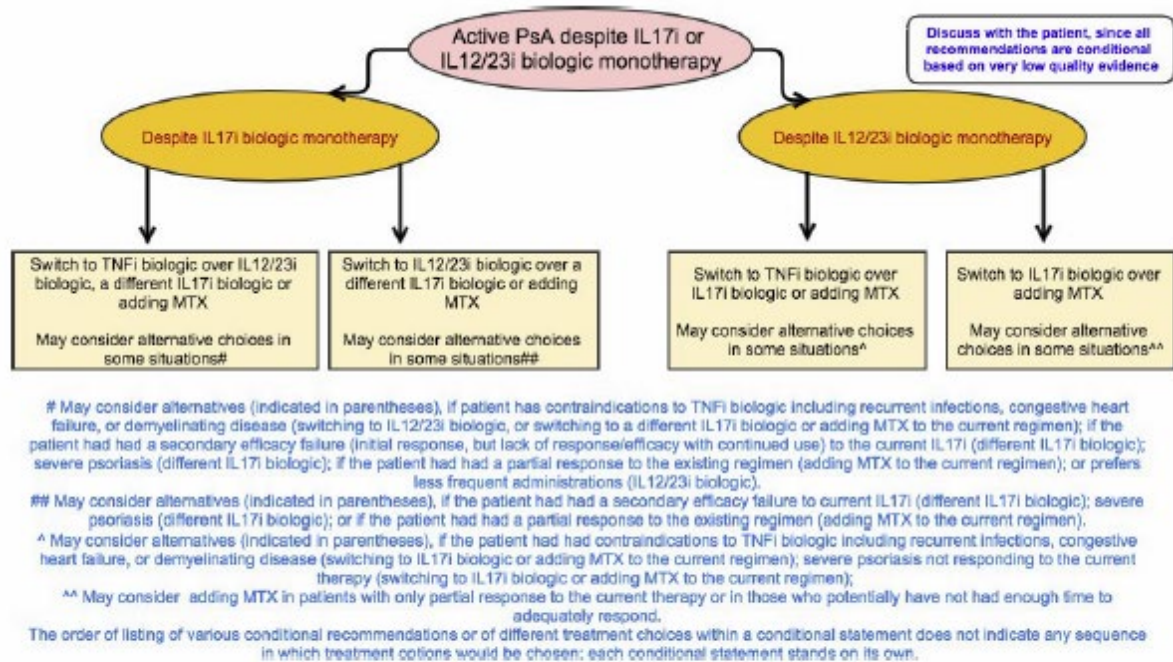 Active PsA despite IL17i or
IL12/23i biologic monotherapy
Discuss with the patient, since all
recommendations are conditional
based on very low quality evidence
Despite IL17i biologic monotherapy
Despite IL12/23i biologic monotherapy
Switch to TNFi biologic over IL12/23i
biologic, a different IL17i biologic or
adding MTX
May consider alternative choices in
some situations#
Switch to IL12/23i biologic over a
different IL17i biologic or adding
MTX
May consider alternative choices
in some situations##
Switch to TNFi biologic over
IL17i biologic or adding MTX
May consider alternative choices
in some situations^
Switch to IL17i biologic over
adding MTX
May consider alternative
choices in some situations^^
# May consider alternatives (indicated in parentheses), if patient has contraindications to TNFi biologic including recurrent infections, congestive
heart failure, or demyelinating disease (switching to IL12/23i biologic, or switching to a different IL17i biologic or adding MTX to the current regimen); if the
patient had had a secondary efficacy failure (initial response, but lack of response/efficacy with continued use) to the current IL17i (different IL17i biologic);
severe psoriasis (different IL17i biologic); if the patient had had a partial response to the existing regimen (adding MTX to the current regimen); or prefers
less frequent administrations (IL12/23i biologic).
## May consider alternatives (indicated in parentheses), if the patient had had a secondary efficacy failure to current IL17i (different IL17i biologic); severe
psoriasis (different IL17i biologic); or if the patient had had a partial response to the existing regimen (adding MTX to the current regimen).
^ May consider alternatives (indicated in parentheses), if the patient had had contraindications to TNFi biologic including recurrent infections, congestive
heart failure, or demyelinating disease (switching to IL17i biologic or adding MTX to the current regimen); severe psoriasis not responding to the current
therapy (switching to IL17i biologic or adding MTX to the current regimen);
^^ May consider adding MTX in patients with only partial response to the current therapy or in those who potentially have not had enough time to
adequately respond.
The order of listing of various conditional recommendations or of different treatment choices within a conditional statement does not indicate any sequence
in which treatment options would be chosen; each conditional statement stands on its own.